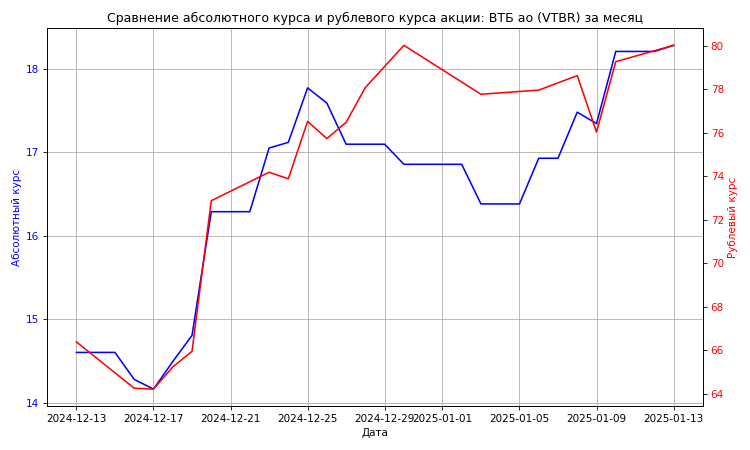 Сравнение абсолютного курса и рублевого курса акции: ВТБ ао (VTBR) за месяц
18
17
16
15
14
Абсолютный курс
80
78
76
74
72
70
68
66
64
Рублевый курс
2024-12-13 2024-12-17 2024-12-21 2024-12-25 2024-12-29 2025-01-01 2025-01-05 2025-01-09 2025-01-13
Дата